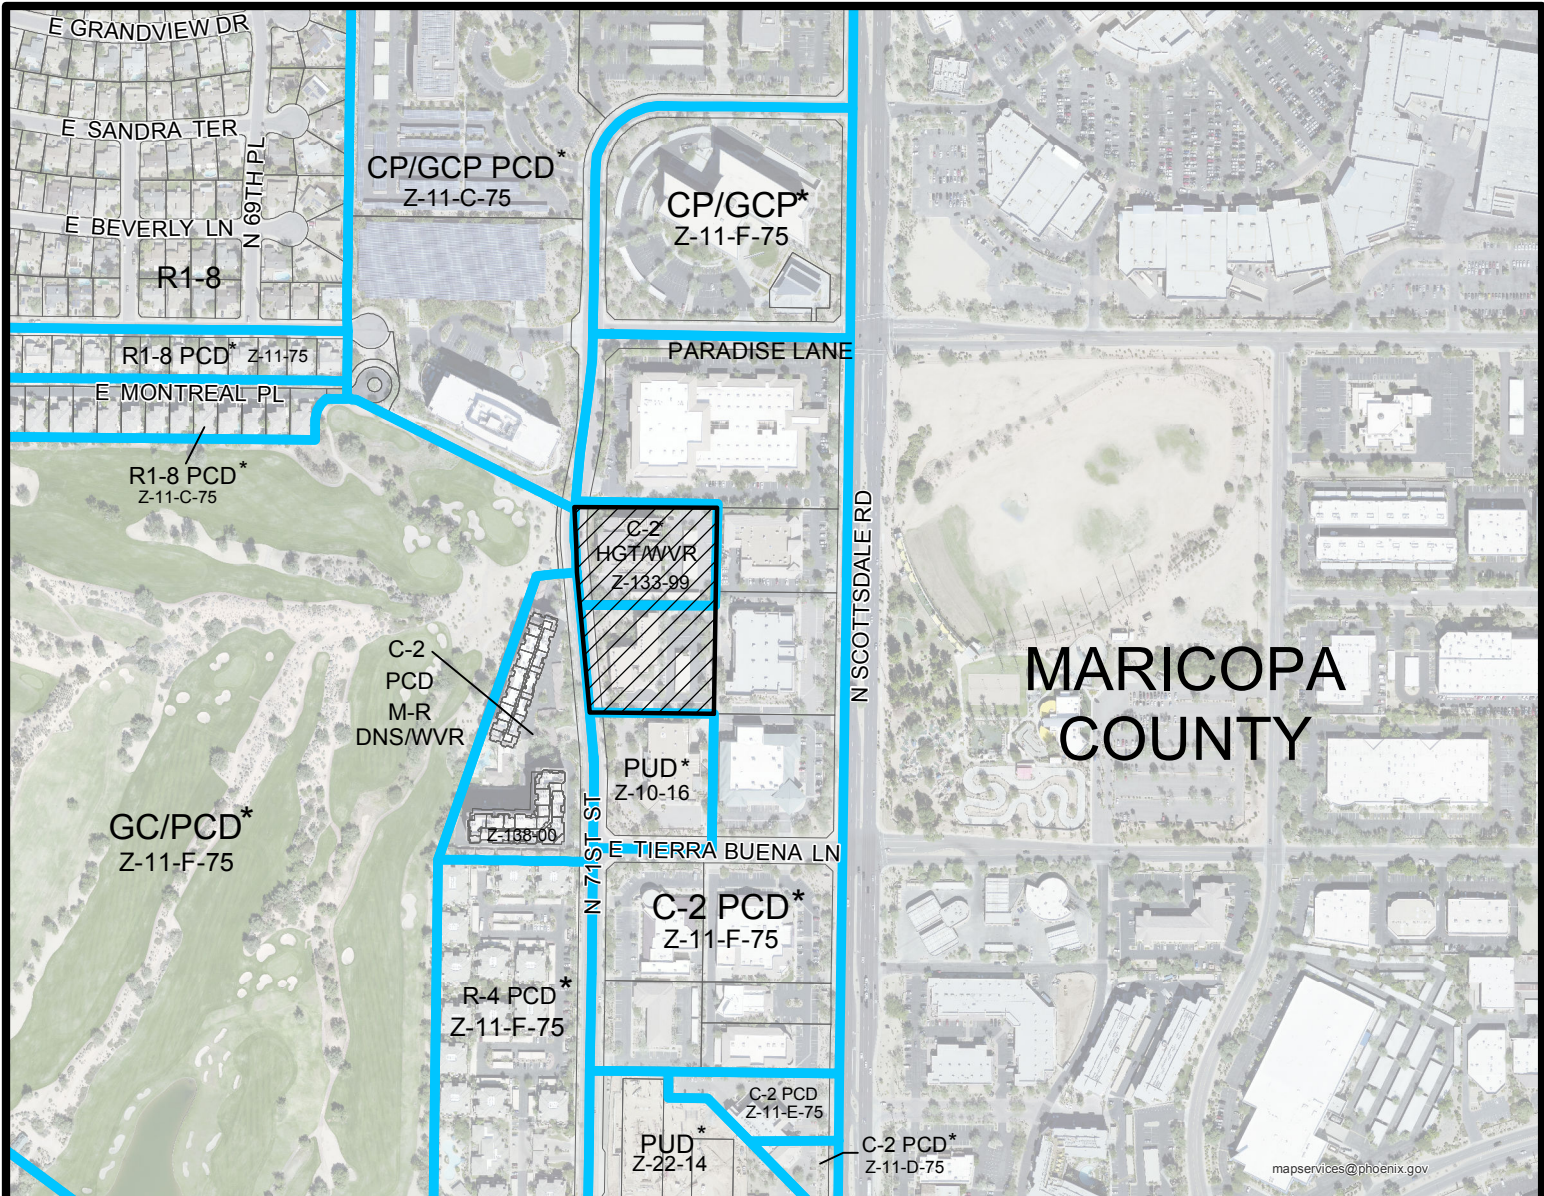 E GRANDVIEW DR
E SANDRA TER
N 69TH PL
E BEVERLY LN
R1-8
CP/GCP PCD*
Z-11-C-75
CP/GCP*
Z-11-F-75
R1-8 PCD* Z-11-75
PARADISE LANE
E MONTREAL PL
R1-8 PCD*
Z-11-C-75
C-2*
HGT/WVR
Z-133-99
N SCOTTSDALE RD
C-2
PCD
M-R
DNS/WVR
MARICOPA
COUNTY
PUD*
Z-10-16
GC/PCD*
Z-11-F-75
Z-138-00
N 71ST ST
E TIERRA BUENA LN
C-2 PCD*
Z-11-F-75
R-4 PCD*
Z-11-F-75
C-2 PCD
Z-11-E-75
PUD*
Z-22-14
C-2 PCD*
Z-11-D-75
mapservices@phoenix.gov